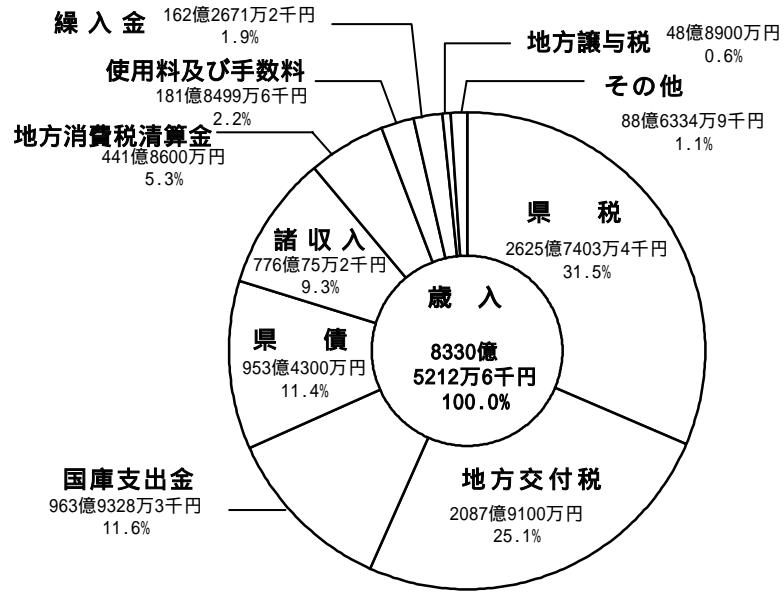 繰入金
162億2671万2千円
1.9%
使用料及び手数料
181億8499万6千円
2.2%
地方消費税清算金
441億8600万円
5.3%
諸収入
776億75万2千円
9.3%
県債
953億4300万円
11.4%
国庫支出金
963億9328万3千円
11.6%
地方譲与税
48億8900万円
0.6%
その他
88億6334万9千円
1.1%
県税
2625億7403万4千円
31.5%
歳入
8330億
5212万6千円
100.0%
地方交付税
2087億9100万円
25.1%